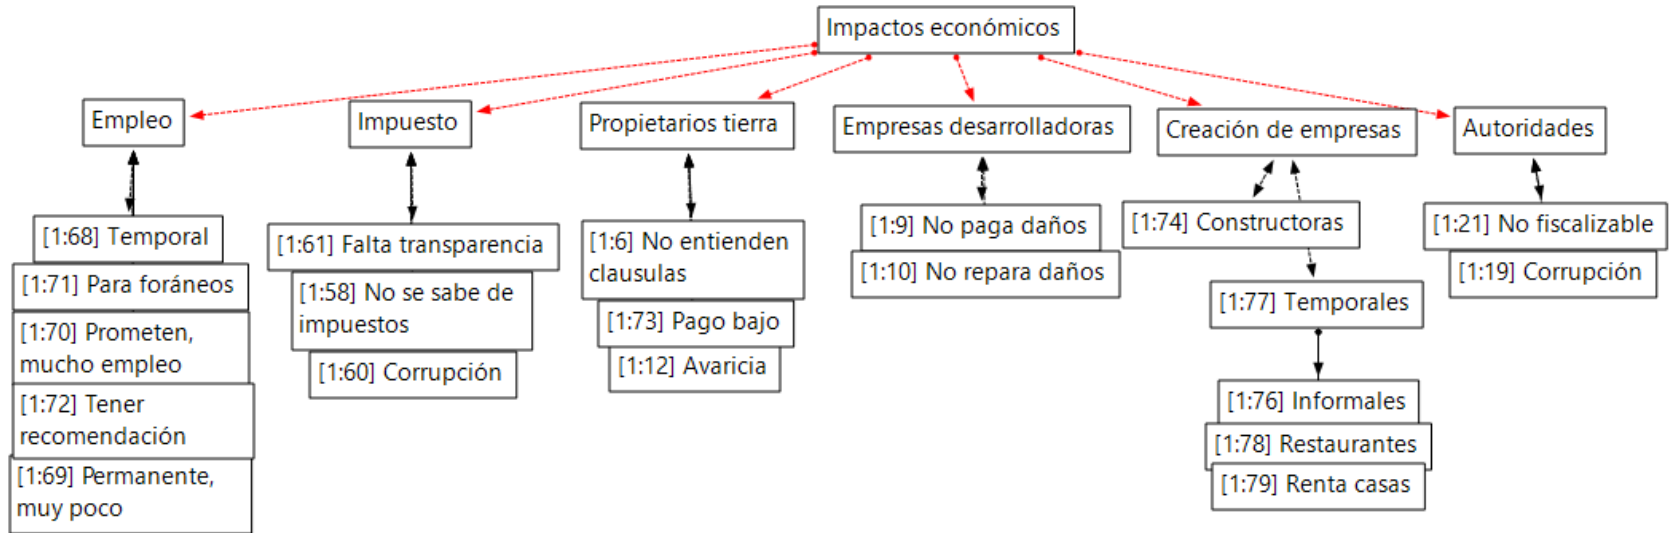 Impactos económicos
Empleo
Impuesto
Propietarios tierra
Empresas desarrolladoras
Creación de empresas
Autoridades
[1:68] Temporal
[1:71] Para foráneos
[1:70] Prometen,
mucho empleo
[1:72] Tener
recomendación
[1:69] Permanente,
muy poco
[1:61] Falta transparencia
[1:58] No se sabe de
impuestos
[1:60] Corrupción
[1:6] No entienden
clausulas
[1:73] Pago bajo
[1:12] Avaricia
[1:9] No paga daños
[1:10] No repara daños
[1:74] Constructoras
[1:77] Temporales
[1:76] Informales
[1:78] Restaurantes
[1:79] Renta casas
[1:21] No fiscalizable
[1:19] Corrupción